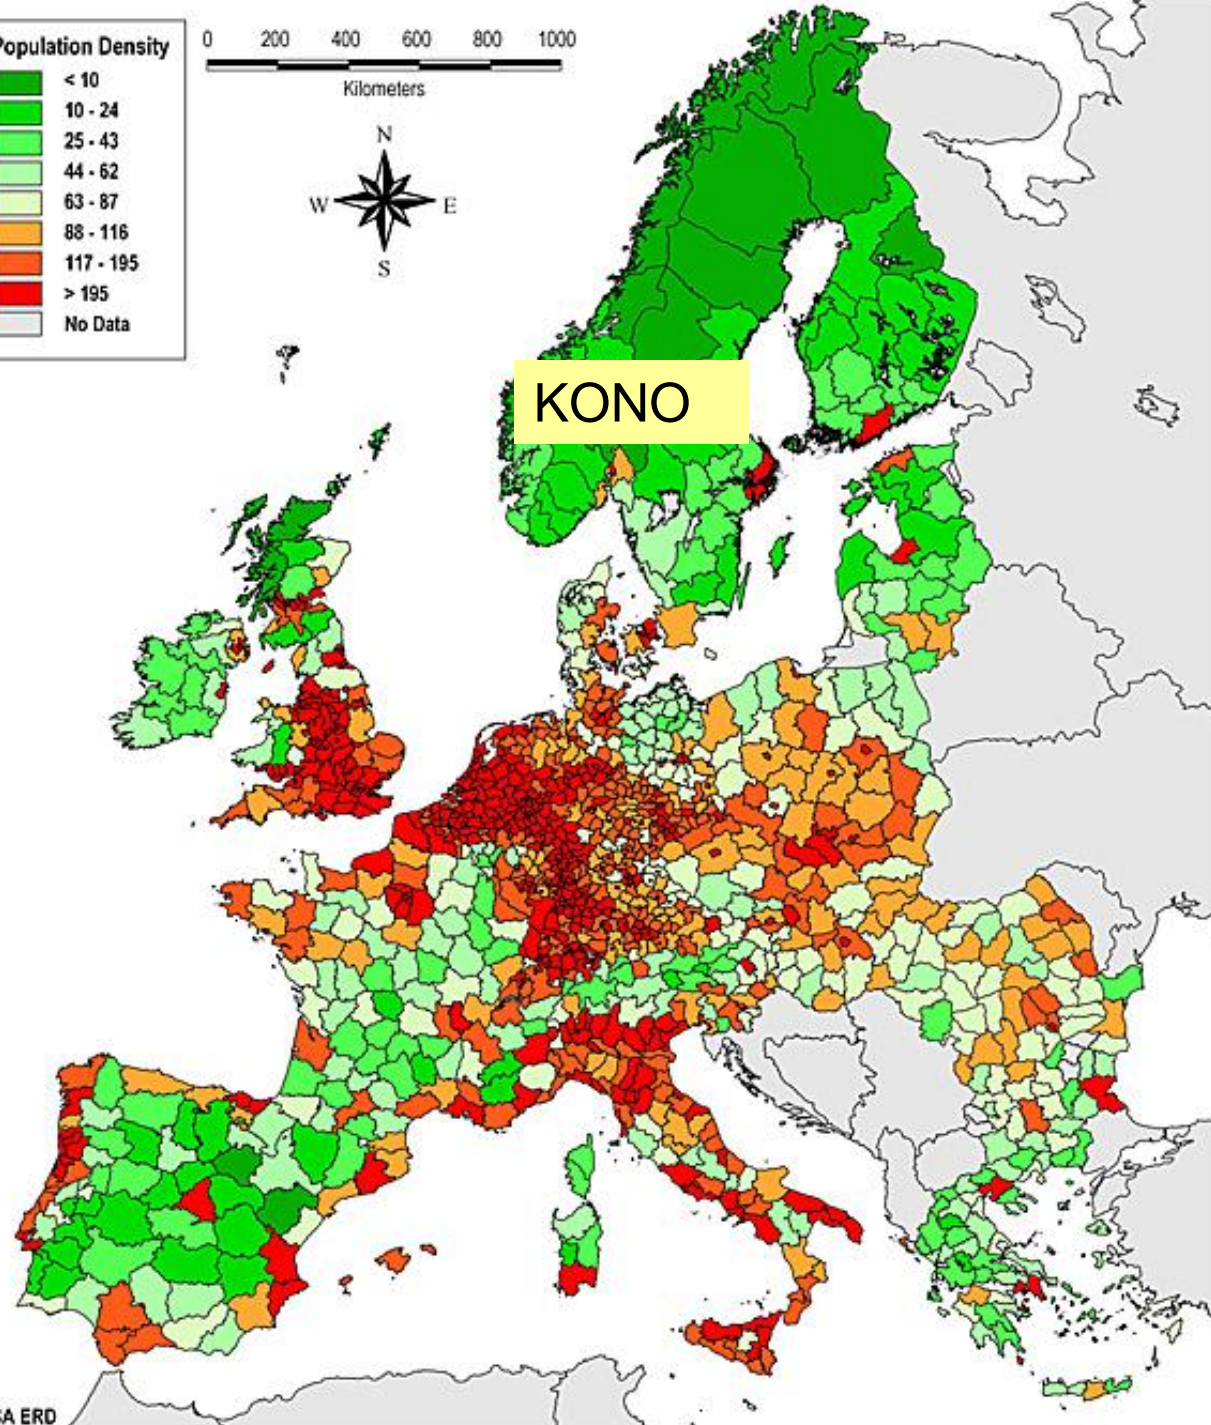 Population Density
< 10
10 - 24
25 - 43
44 - 62
63 - 87
88 - 116
117 - 195
> 195
No Data
0 200 400 600 800 1000
Kilometers
N
W E
S
KONO
SA ERD